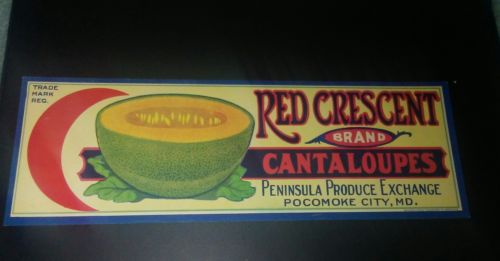 TRADE
MARK
REG.
RED CRESCENT
BRAND
CANTALOUPES
PENINSULA PRODUCE EXCHANGE
POCOMOKE CITY, MD.